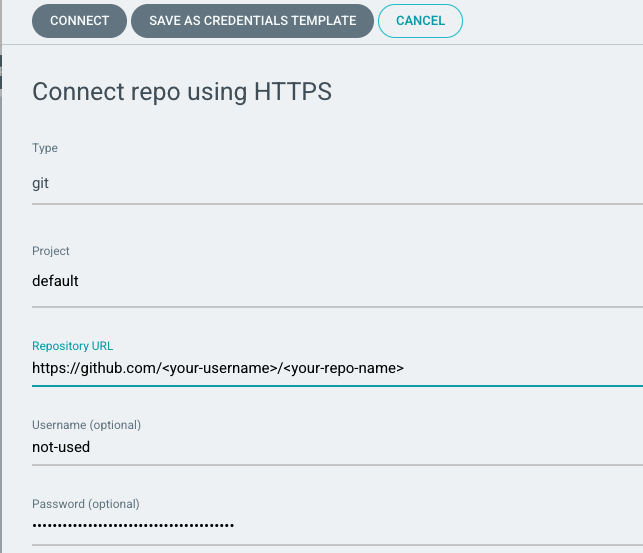 CONNECT SAVE AS CREDENTIALS TEMPLATE CANCEL
Connect repo using HTTPS
Type
git
Project
default
Repository URL
https://github.com/<your-username>/<your-repo-name>
Username (optional)
not-used
Password (optional)
••••••••••••••••••••••••••••••••••••••••